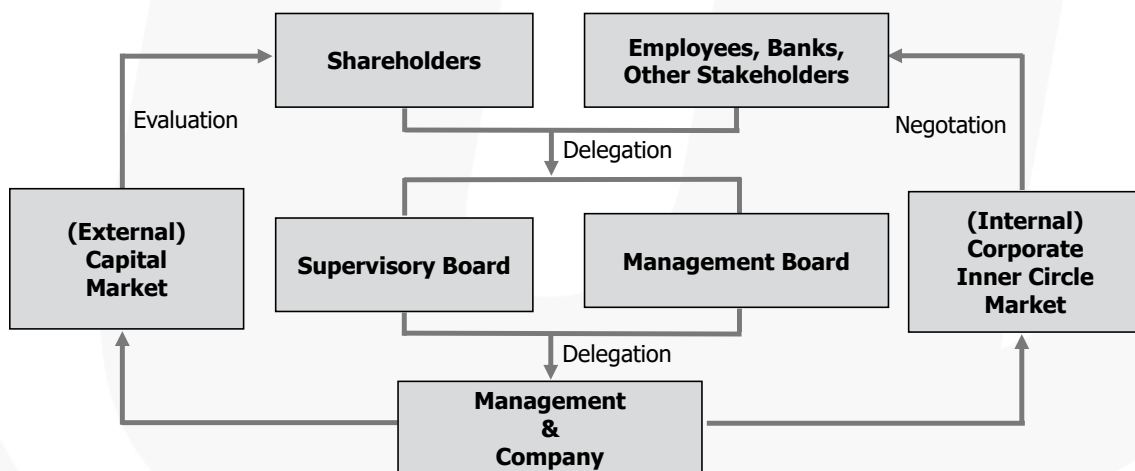 Shareholders
Employees, Banks,
Other Stakeholders
Evaluation
Negotation
Delegation
(External)
Capital
Market
Supervisory Board
Management Board
(Internal)
Corporate
Inner Circle
Market
Delegation
Management
&
Company